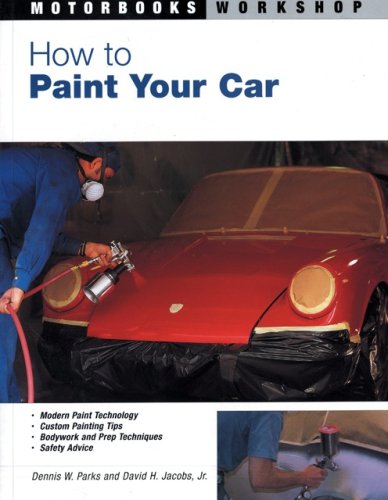 MOTORBOOKS WORKSHOP
How to
Paint Your Car
• Modern Paint Technology
• Custom Painting Tips
• Bodywork and Prep Techniques
• Safety Advice
Dennis W. Parks and David H. Jacobs, Jr.